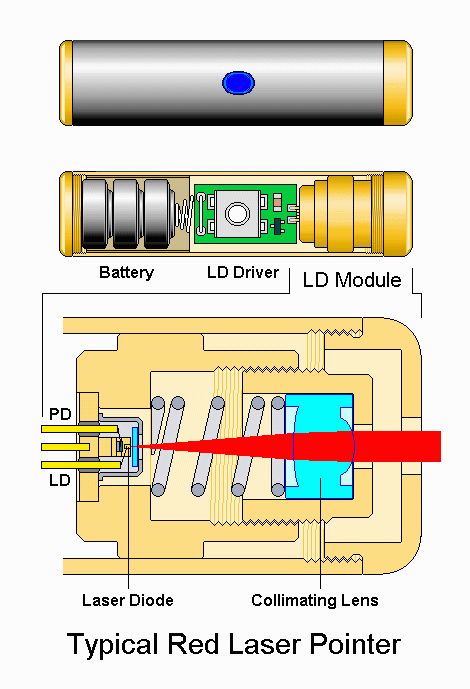 Battery
LD Driver
LD Module
PD
LD
Laser Diode
Collimating Lens
Typical Red Laser Pointer